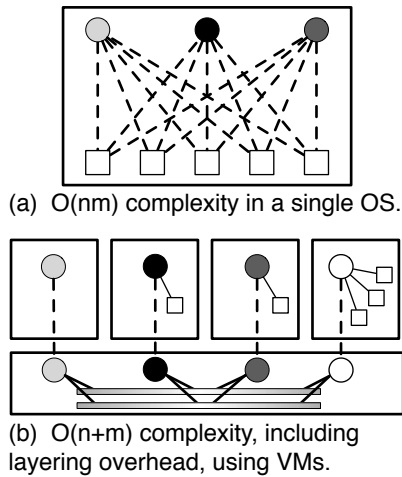 (a) O(nm) complexity in a single OS.
(b) O(n+m) complexity, including
layering overhead, using VMs.